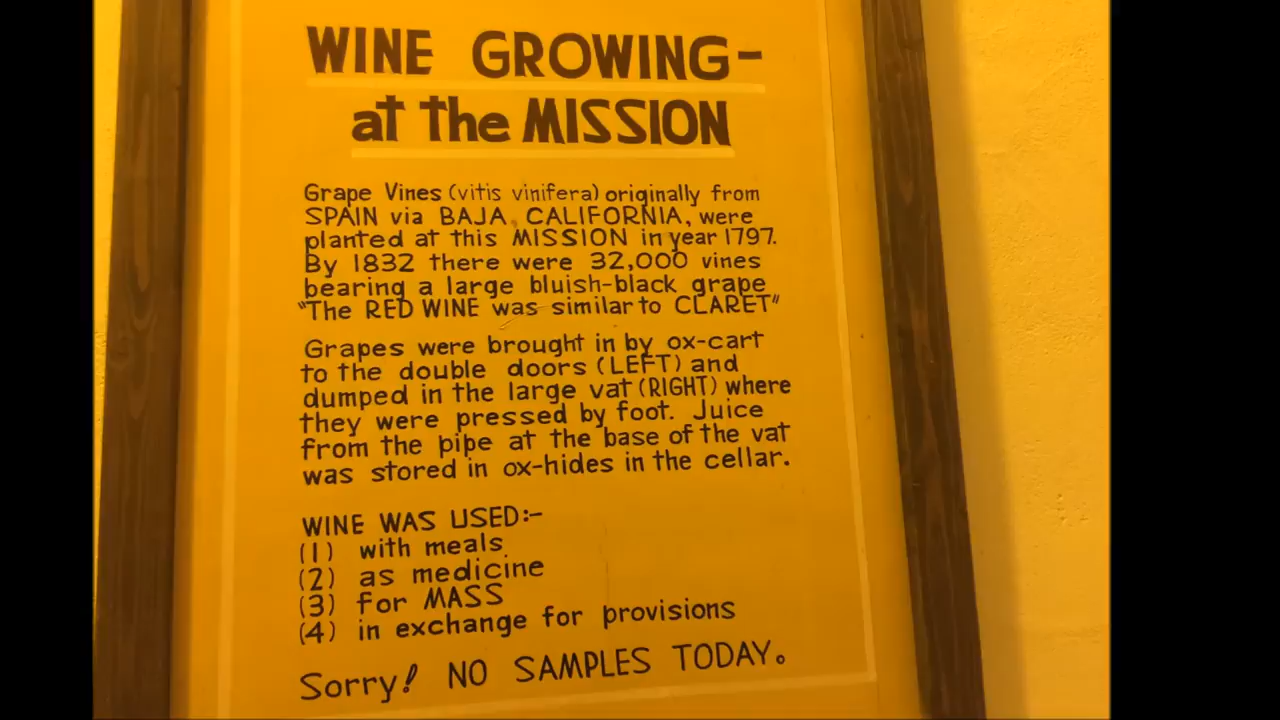 WINE GROWING-
at the MISSION
Grape Vines (vitis vinifera) originally from
SPAIN via BAJA CALIFORNIA, were
planted at this MISSION in year 1797.
By 1832 there were 32,000 vines
bearing a large bluish-black grape
"The RED WINE was similar to CLARET"
Grapes were brought in by ox-cart
to the double doors (LEFT) and
dumped in the large vat (RIGHT) where
they were pressed by foot. Juice
from the pipe at the base of the vat
was stored in ox-hides in the cellar.
WINE WAS USED:-
(1) with meals
(2) as medicine
(3) for MASS
(4) in exchange for provisions
Sorry! NO SAMPLES TODAY.